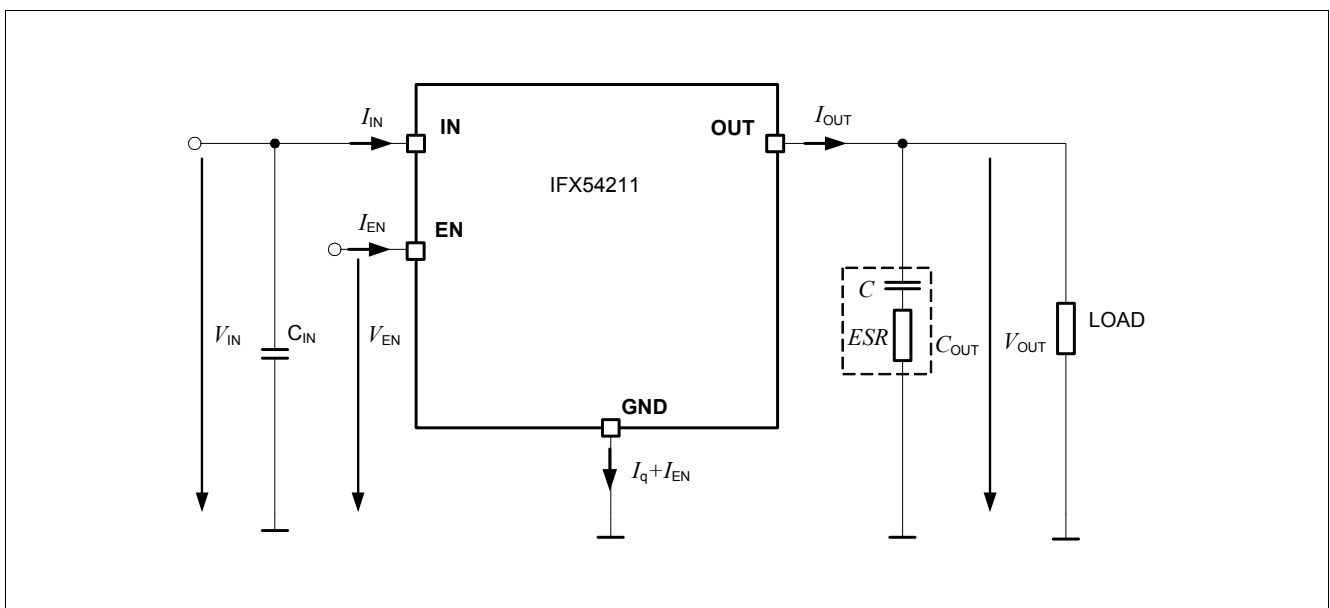 I_IN
IN
OUT
I_OUT
IFX54211
I_EN
EN
C
V_IN
C_IN
V_EN
ESR
C_OUT
V_OUT
LOAD
GND
I_q+I_EN